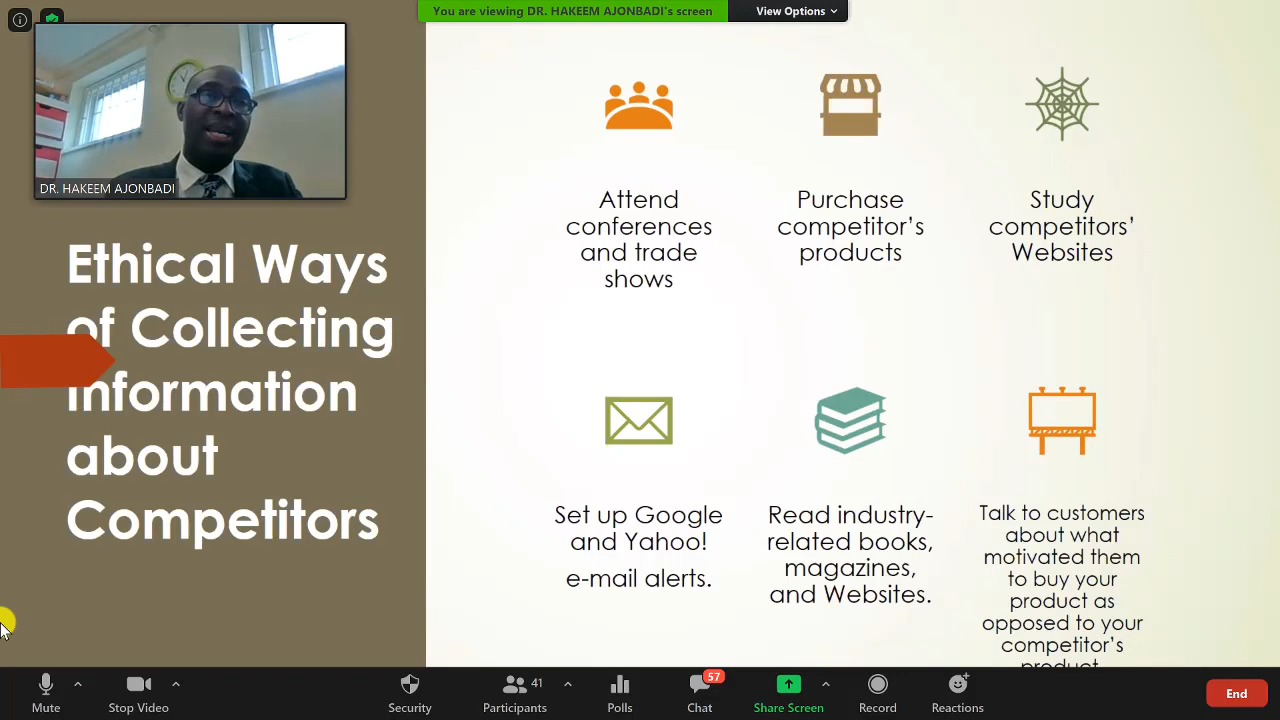 You are viewing DR. HAKEEM AJONBADI's screen
View Options
DR. HAKEEM AJONBADI
Ethical Ways
of Collecting
Information
about
Competitors
Attend
conferences
and trade
shows
Purchase
competitor's
products
Study
competitors'
Websites
Set up Google
and Yahoo!
e-mail alerts.
Read industry-
related books,
magazines,
and Websites.
Talk to customers
about what
motivated them
to buy your
product as
opposed to your
competitor's
product.
Mute
Stop Video
Security
41
Participants
Polls
57
Chat
Share Screen
Record
Reactions
End